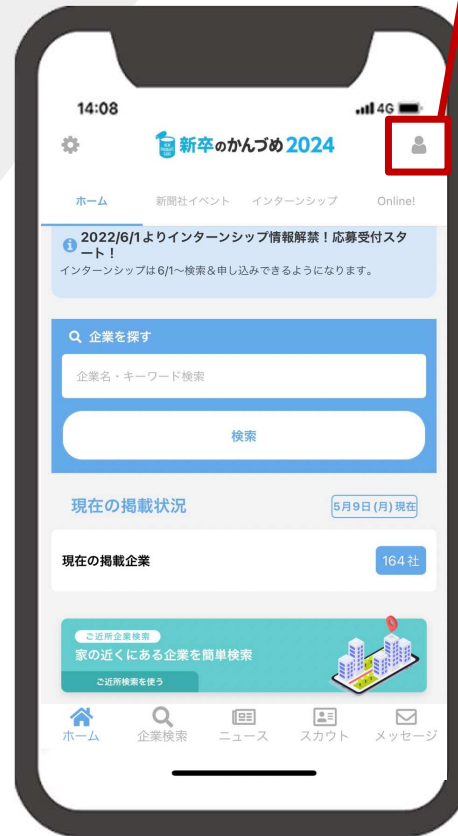 14:08
4G
新卒のかんづめ2024
ホーム
新聞社イベント
インターンシップ
Online!
2022/6/1よりインターンシップ情報解禁！応募受付スタ
ート！
インターンシップは6/1〜検索&申し込みできるようになります。
企業を探す
企業名・キーワード検索
検索
現在の掲載状況
5月9日(月)現在
現在の掲載企業
164社
ご近所企業検索
家の近くにある企業を簡単検索
ご近所検索を使う
ホーム
企業検索
ニュース
スカウト
メッセージ